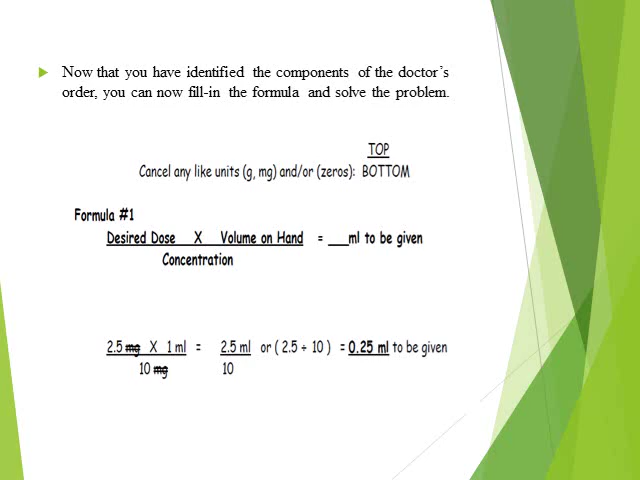 Now that you have identified the components of the doctor's
order, you can now fill-in the formula and solve the problem.
TOP
Cancel any like units (g, mg) and/or (zeros): BOTTOM
Formula #1
Desired Dose X Volume on Hand = ___ml to be given
Concentration
2.5 mg X 1 ml = 2.5 ml or ( 2.5 ÷ 10 ) = 0.25 ml to be given
10 mg 10